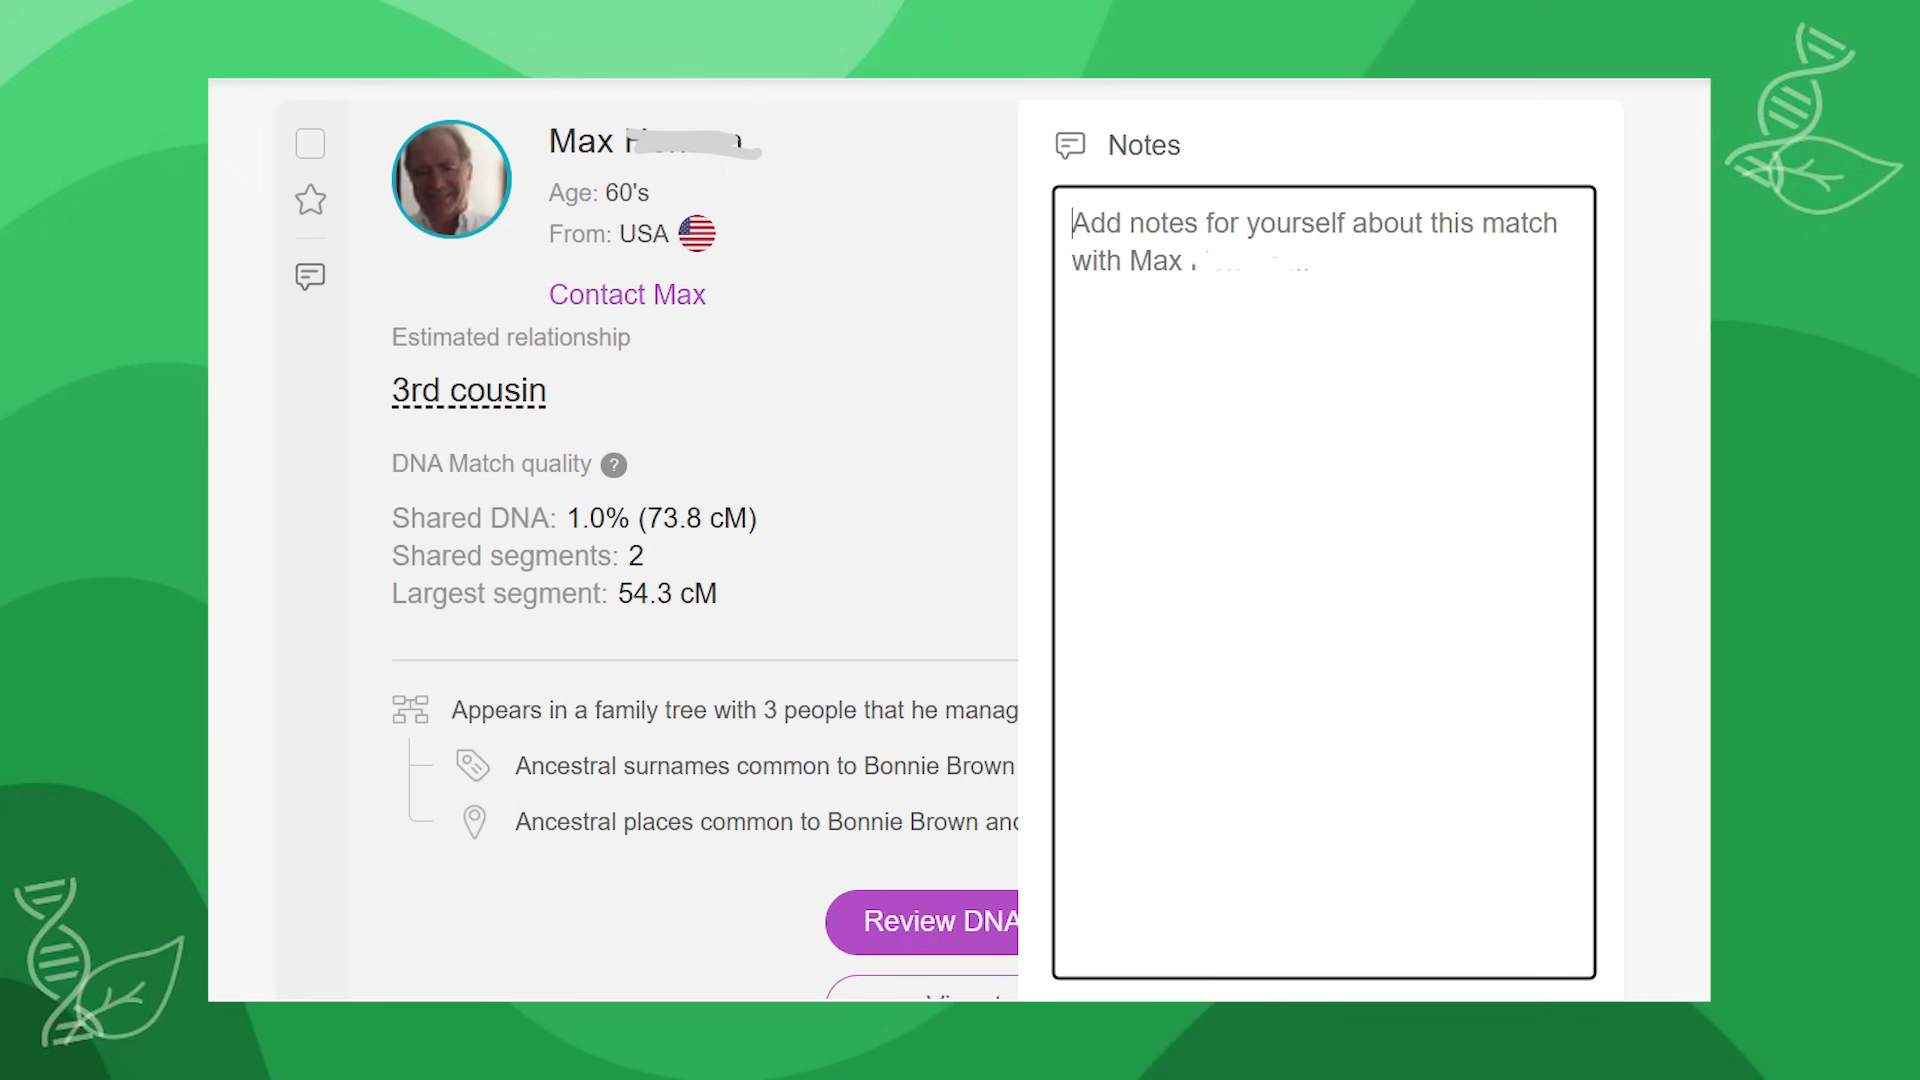 Max
Age: 60's
From: USA
Contact Max
Estimated relationship
3rd cousin
DNA Match quality ?
Shared DNA: 1.0% (73.8 cM)
Shared segments: 2
Largest segment: 54.3 cM
Appears in a family tree with 3 people that he manag
Ancestral surnames common to Bonnie Brown
Ancestral places common to Bonnie Brown and
Review DNA
Notes
Add notes for yourself about this match
with Max